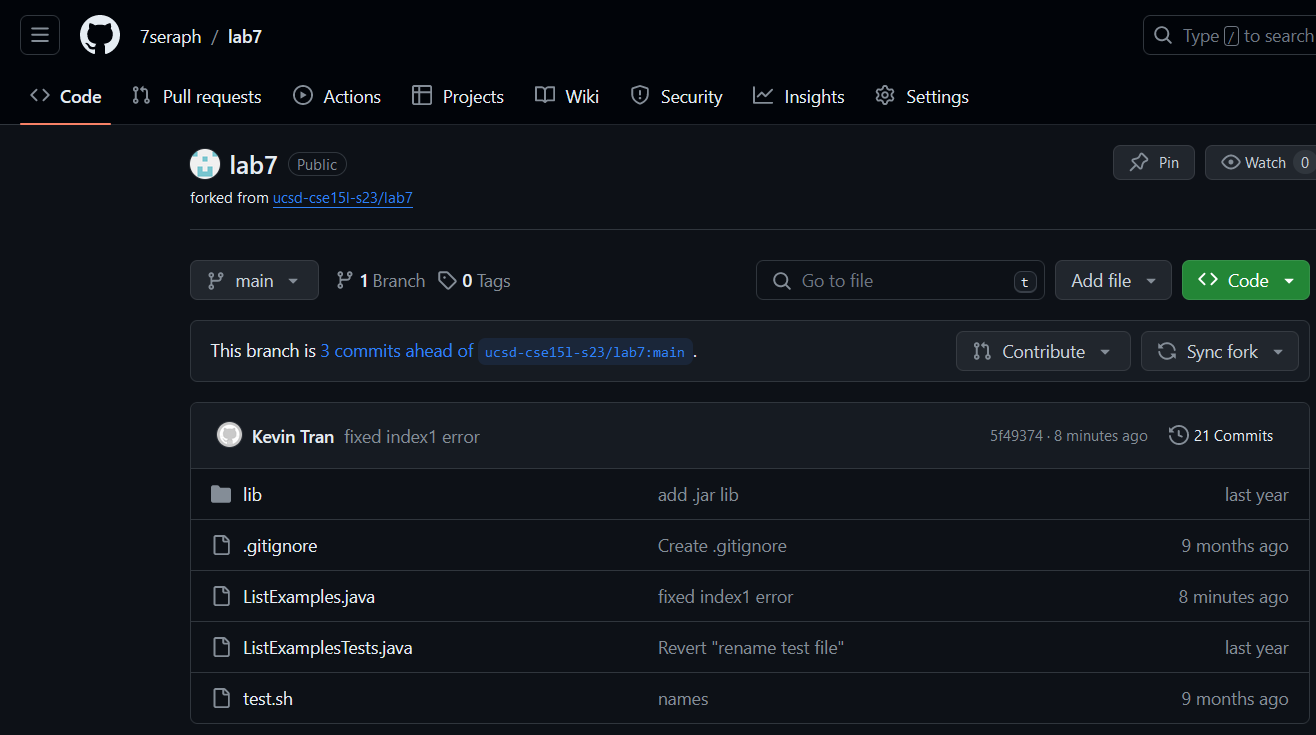 7seraph / lab7
Type / to search
Code Pull requests Actions Projects Wiki Security Insights Settings
lab7 Public
Pin Watch 0
forked from ucsd-cse15l-s23/lab7
main 1 Branch 0 Tags Go to file t Add file Code
This branch is 3 commits ahead of ucsd-cse15l-s23/lab7:main . Contribute Sync fork
Kevin Tran fixed index1 error 5f49374 · 8 minutes ago 21 Commits
lib add .jar lib last year
.gitignore Create .gitignore 9 months ago
ListExamples.java fixed index1 error 8 minutes ago
ListExamplesTests.java Revert "rename test file" last year
test.sh names 9 months ago